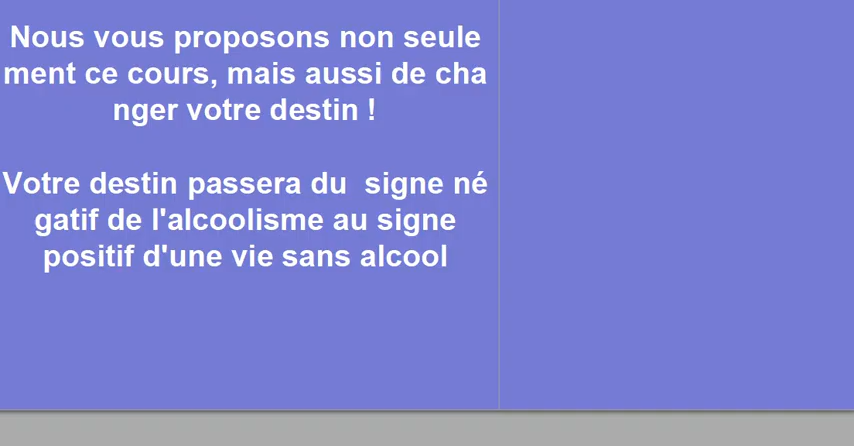 Nous vous proposons non seule
ment ce cours, mais aussi de cha
nger votre destin !
Votre destin passera du  signe né
gatif de l'alcoolisme au signe
positif d'une vie sans alcool